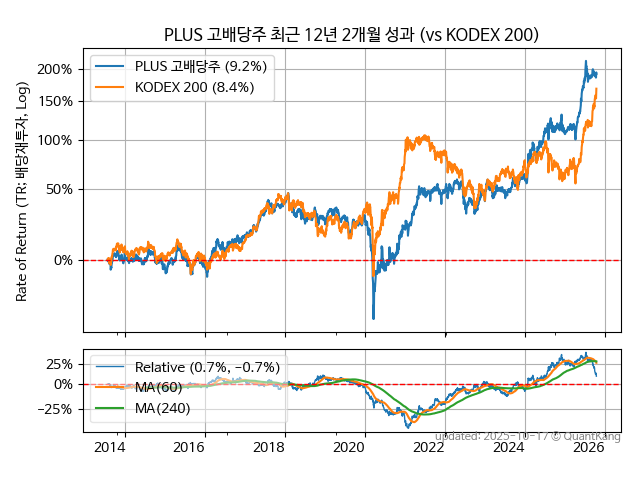 PLUS 고배당주 최근 12년 2개월 성과 (vs KODEX 200)
PLUS 고배당주 (9.2%)
KODEX 200 (8.4%)
200%
150%
100%
50%
0%
Rate of Return (TR: 배당재투자, Log)
Relative (0.7%, −0.7%)
MA(60)
MA(240)
25%
0%
−25%
2014 2016 2018 2020 2022 2024 2026
updated: 2025-10-17 © QuantKang